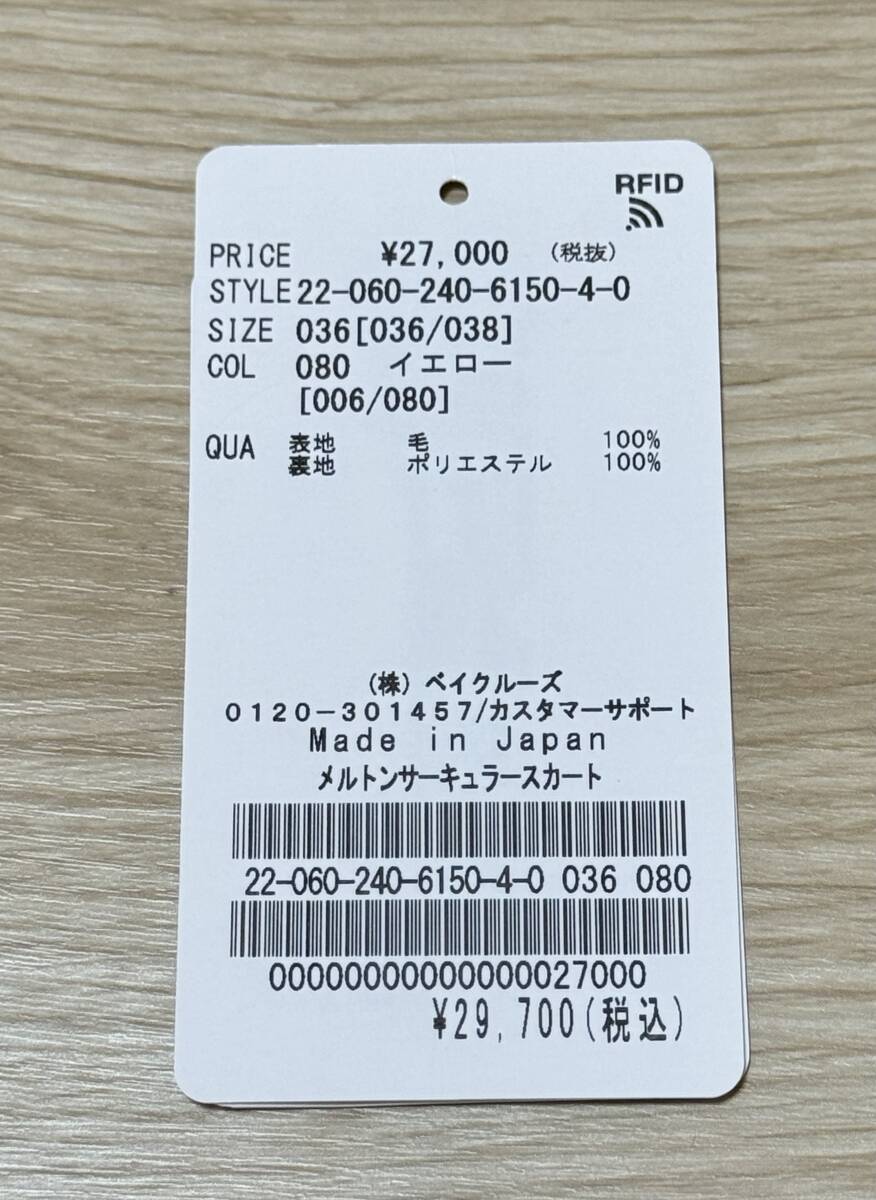 RFID
PRICE ¥27,000 (税抜)
STYLE 22-060-240-6150-4-0
SIZE 036[036/038]
COL 080 イエロー
[006/080]
QUA 表地 毛 100%
裏地 ポリエステル 100%
(株)ベイクルーズ
0120-301457/カスタマーサポート
Made in Japan
メルトンサーキュラースカート
22-060-240-6150-4-0 036 080
00000000000000027000
¥29,700(税込)